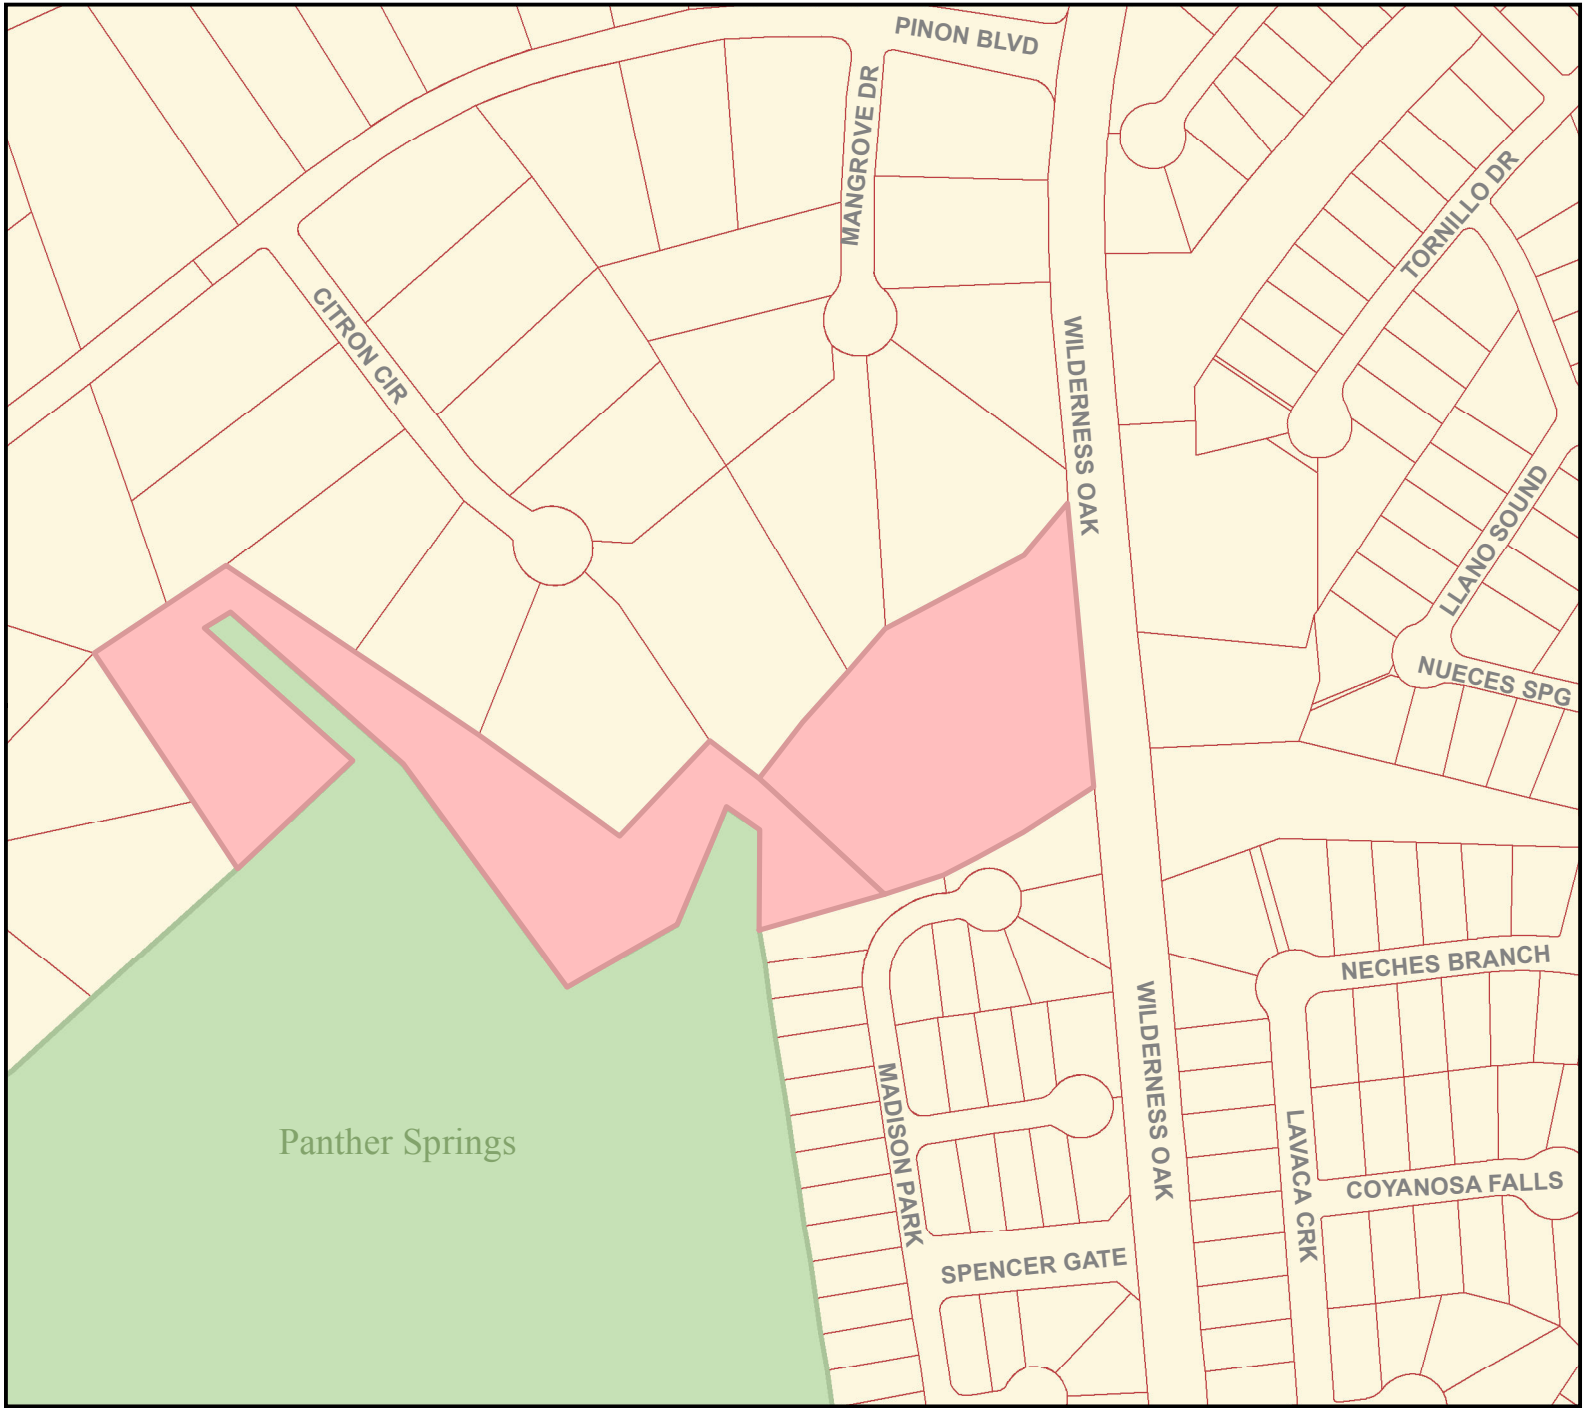 PINON BLVD
MANGROVE DR
TORNILLO DR
CITRON CIR
WILDERNESS OAK
LLANO SOUND
NUECES SPG
NECHES BRANCH
WILDERNESS OAK
MADISON PARK
LAVACA CRK
Panther Springs
COYANOSA FALLS
SPENCER GATE